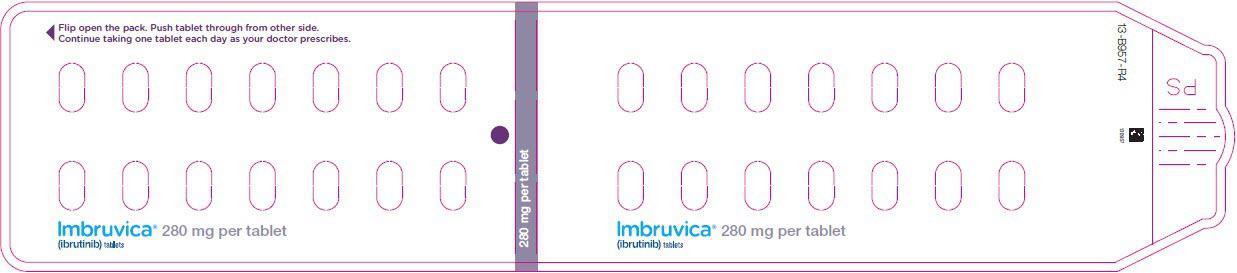 Flip open the pack. Push tablet through from other side.
Continue taking one tablet each day as your doctor prescribes.
Imbruvica® 280 mg per tablet
(ibrutinib) tablets
280 mg per tablet
Imbruvica® 280 mg per tablet
(ibrutinib) tablets
13-B957-R4
PS